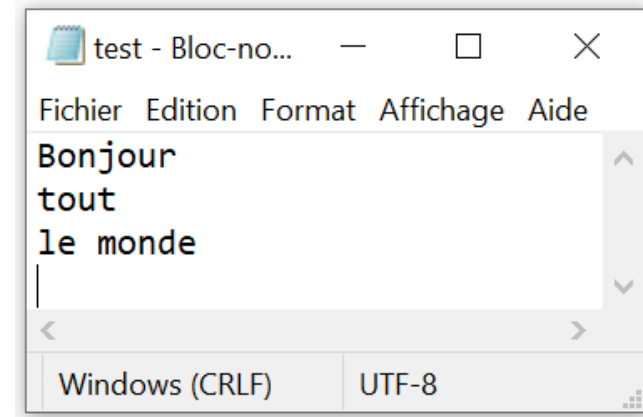 test - Bloc-no...
Fichier Edition Format Affichage Aide
Bonjour
tout
le monde
Windows (CRLF) UTF-8